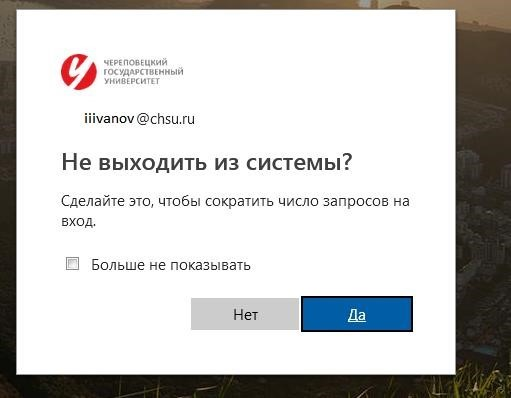 ЧЕРЕПОВЕЦКИЙ
ГОСУДАРСТВЕННЫЙ
УНИВЕРСИТЕТ
iiivanov@chsu.ru
Не выходить из системы?
Сделайте это, чтобы сократить число запросов на
вход.
Больше не показывать
Нет
Да